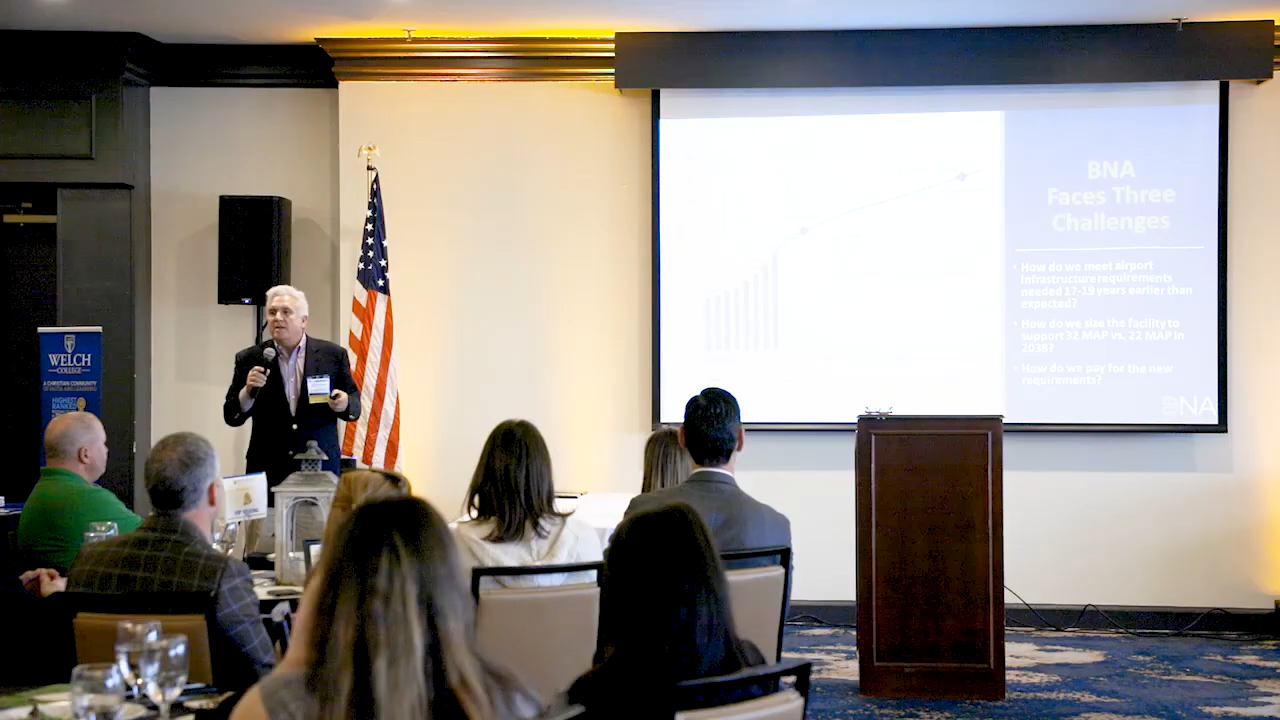 WELCH
COLLEGE
A CHRISTIAN COMMUNITY
HIGHEST
RANKED
BNA
Faces Three
Challenges
• How do we meet airport
infrastructure requirements
needed 17-19 years earlier than
expected?
• How do we size the facility to
support 32 MAP vs. 22 MAP in
2038?
• How do we pay for the new
requirements?
BNA